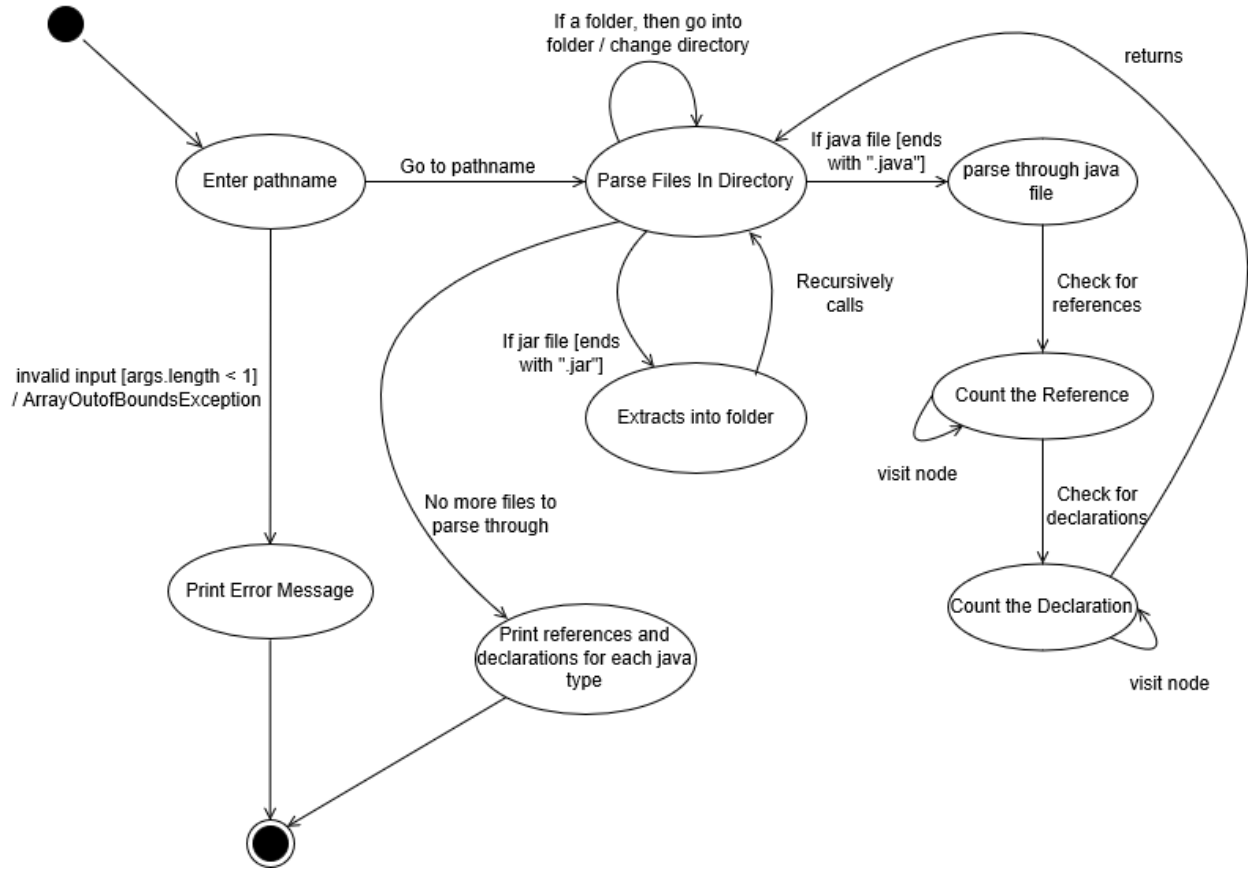 If a folder, then go into
folder / change directory
returns
Enter pathname
Go to pathname
Parse Files In Directory
If java file [ends
with ".java"]
parse through java
file
Recursively
calls
Check for
references
If jar file [ends
with ".jar"]
invalid input [args.length < 1]
/ ArrayOutofBoundsException
Extracts into folder
Count the Reference
visit node
No more files to
parse through
Check for
declarations
Print Error Message
Count the Declaration
Print references and
declarations for each java
type
visit node